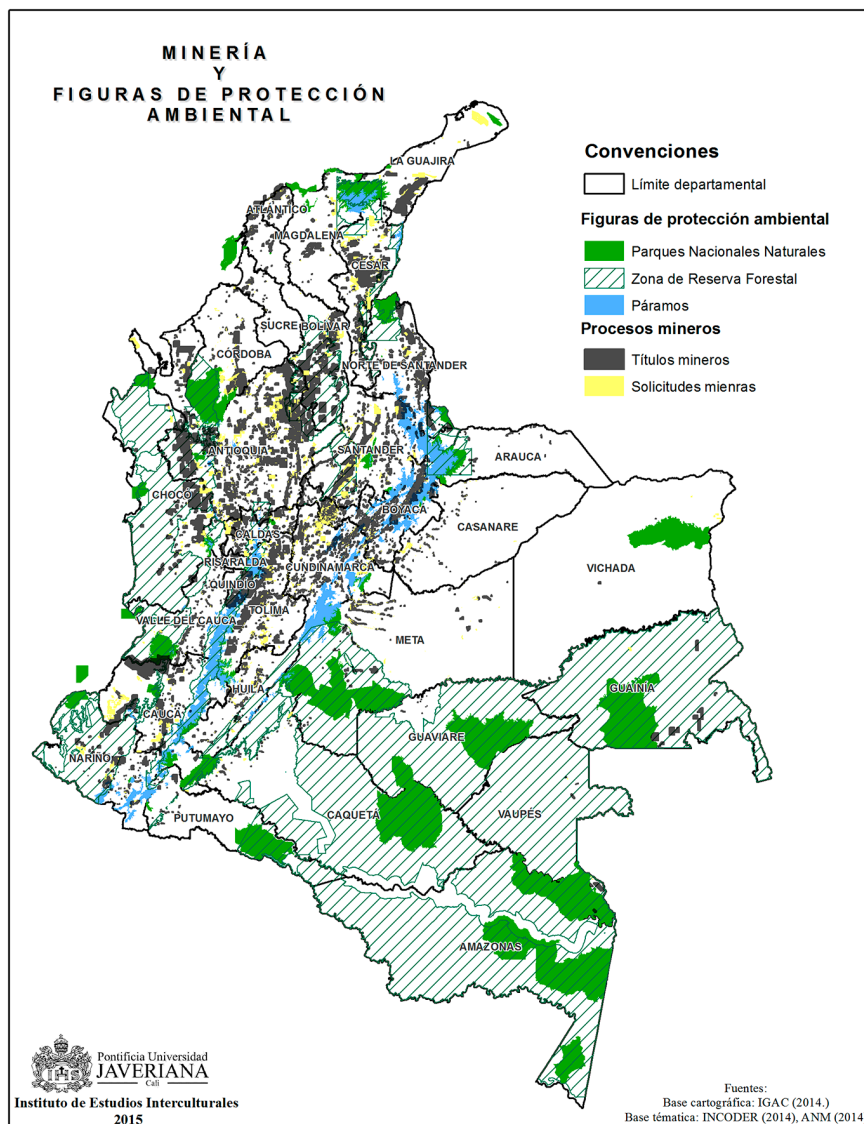 MINERÍA
Y
FIGURAS DE PROTECCIÓN
AMBIENTAL
Convenciones
Límite departamental
Figuras de protección ambiental
Parques Nacionales Naturales
Zona de Reserva Forestal
Páramos
Procesos mineros
Títulos mineros
Solicitudes mienras
LA GUAJIRA
ATLÁNTICO
MAGDALENA
CESAR
SUCRE
BOLÍVAR
CÓRDOBA
NORTE DE SANTANDER
ANTIOQUIA
SANTANDER
ARAUCA
CHOCÓ
BOYACÁ
CASANARE
CALDAS
VICHADA
RISARALDA
CUNDINAMARCA
QUINDÍO
TOLIMA
VALLE DEL CAUCA
META
HUILA
GUAINÍA
CAUCA
GUAVIARE
NARIÑO
CAQUETÁ
VAUPÉS
PUTUMAYO
AMAZONAS
Pontificia Universidad
JAVERIANA
Cali
Instituto de Estudios Interculturales
2015
Fuentes:
Base cartográfica: IGAC (2014.)
Base témática: INCODER (2014), ANM (2014